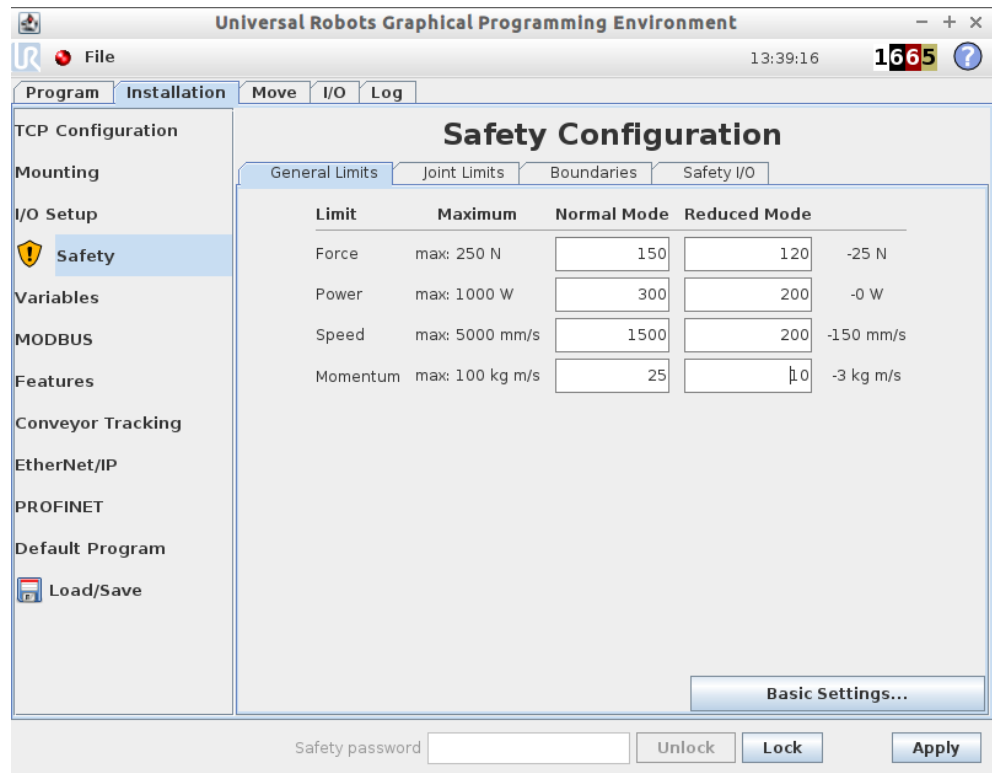 Universal Robots Graphical Programming Environment
UR File 13:39:16 1665 ?
Program Installation Move I/O Log
TCP Configuration
Mounting
I/O Setup
Safety
Variables
MODBUS
Features
Conveyor Tracking
EtherNet/IP
PROFINET
Default Program
Load/Save
Safety Configuration
General Limits Joint Limits Boundaries Safety I/O
Limit Maximum Normal Mode Reduced Mode
Force max: 250 N 150 120 -25 N
Power max: 1000 W 300 200 -0 W
Speed max: 5000 mm/s 1500 200 -150 mm/s
Momentum max: 100 kg m/s 25 10 -3 kg m/s
Basic Settings...
Safety password Unlock Lock Apply